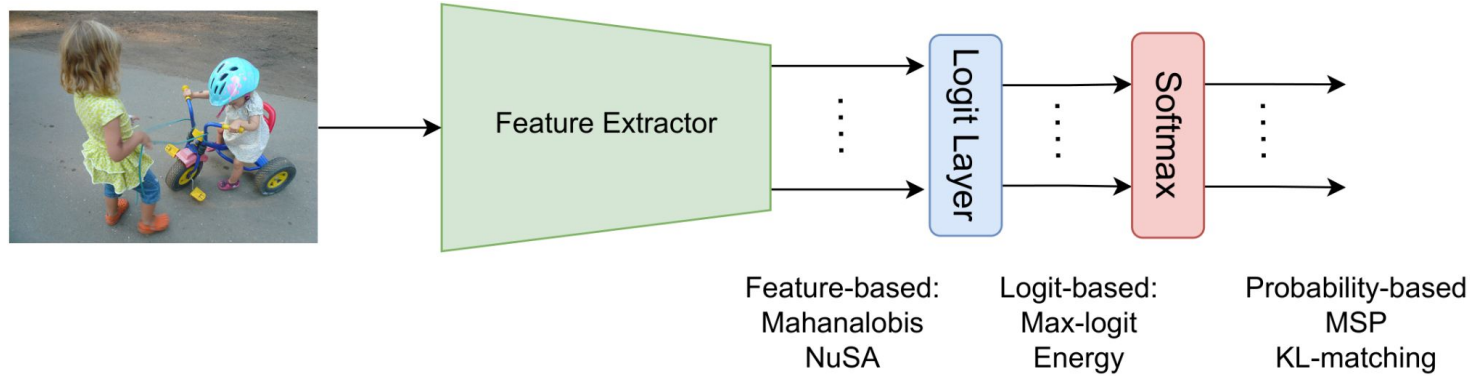 Feature Extractor
Logit Layer
Softmax
Feature-based:
Mahanalobis
NuSA
Logit-based:
Max-logit
Energy
Probability-based
MSP
KL-matching